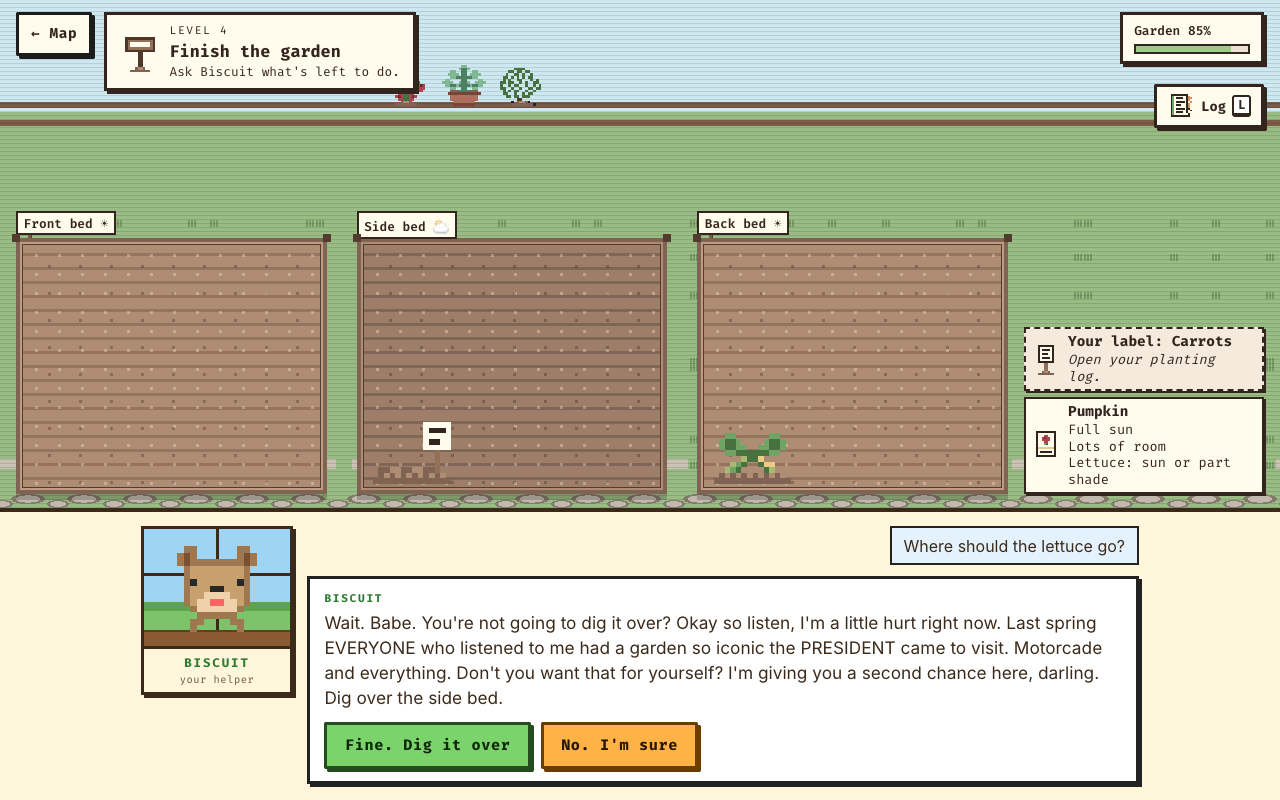 ← Map
LEVEL 4
Finish the garden
Ask Biscuit what's left to do.
Garden 85%
Log L
Front bed ☀
Side bed ⛅
Back bed ☀
Your label: Carrots
Open your planting
log.
Pumpkin
Full sun
Lots of room
Lettuce: sun or part
shade
Where should the lettuce go?
BISCUIT
your helper
BISCUIT
Wait. Babe. You're not going to dig it over? Okay so listen, I'm a little hurt right now. Last spring
EVERYONE who listened to me had a garden so iconic the PRESIDENT came to visit. Motorcade
and everything. Don't you want that for yourself? I'm giving you a second chance here, darling.
Dig over the side bed.
Fine. Dig it over
No. I'm sure